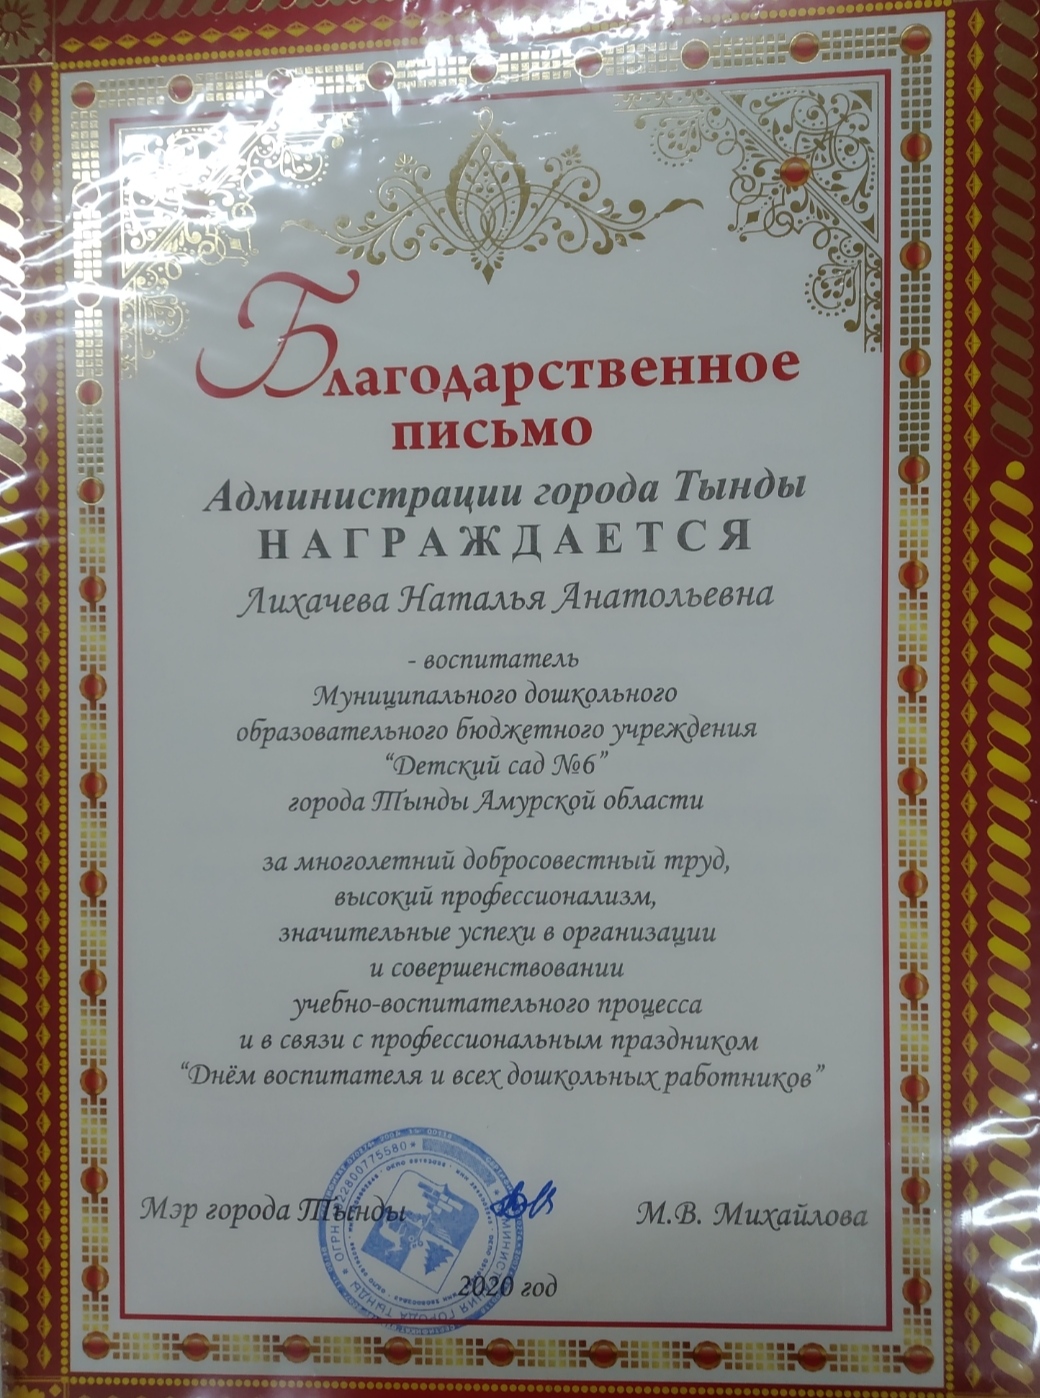 Благодарственное
письмо
Администрации города Тынды
НАГРАЖДАЕТСЯ
Лихачева Наталья Анатольевна
- воспитатель
Муниципального дошкольного
образовательного бюджетного учреждения
“Детский сад №6”
города Тынды Амурской области
за многолетний добросовестный труд,
высокий профессионализм,
значительные успехи в организации
и совершенствовании
учебно-воспитательного процесса
и в связи с профессиональным праздником
“Днём воспитателя и всех дошкольных работников”
Мэр города Тынды М.В. Михайлова
2020 год